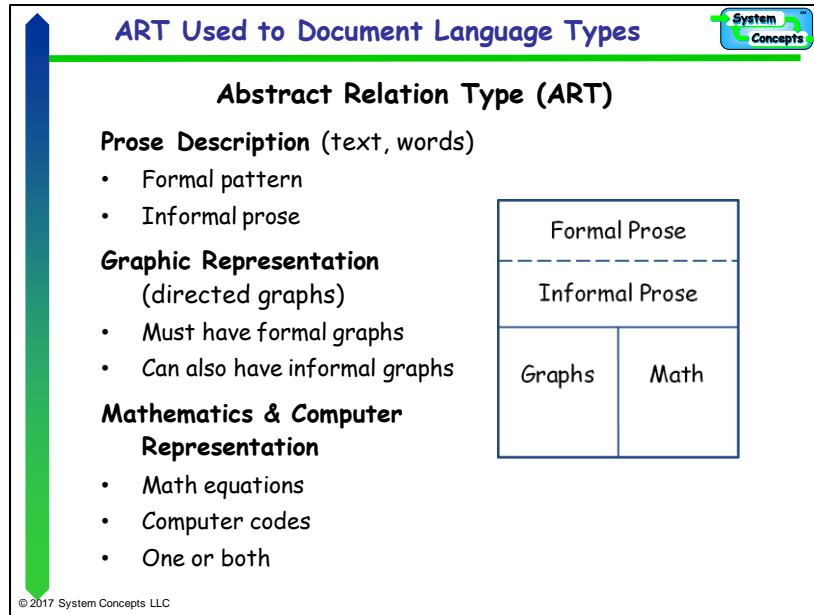 ART Used to Document Language Types
System
Concepts
Abstract Relation Type (ART)
Prose Description (text, words)
• Formal pattern
• Informal prose
Graphic Representation
(directed graphs)
• Must have formal graphs
• Can also have informal graphs
Mathematics & Computer
Representation
• Math equations
• Computer codes
• One or both
Formal Prose
Informal Prose
Graphs Math
© 2017 System Concepts LLC